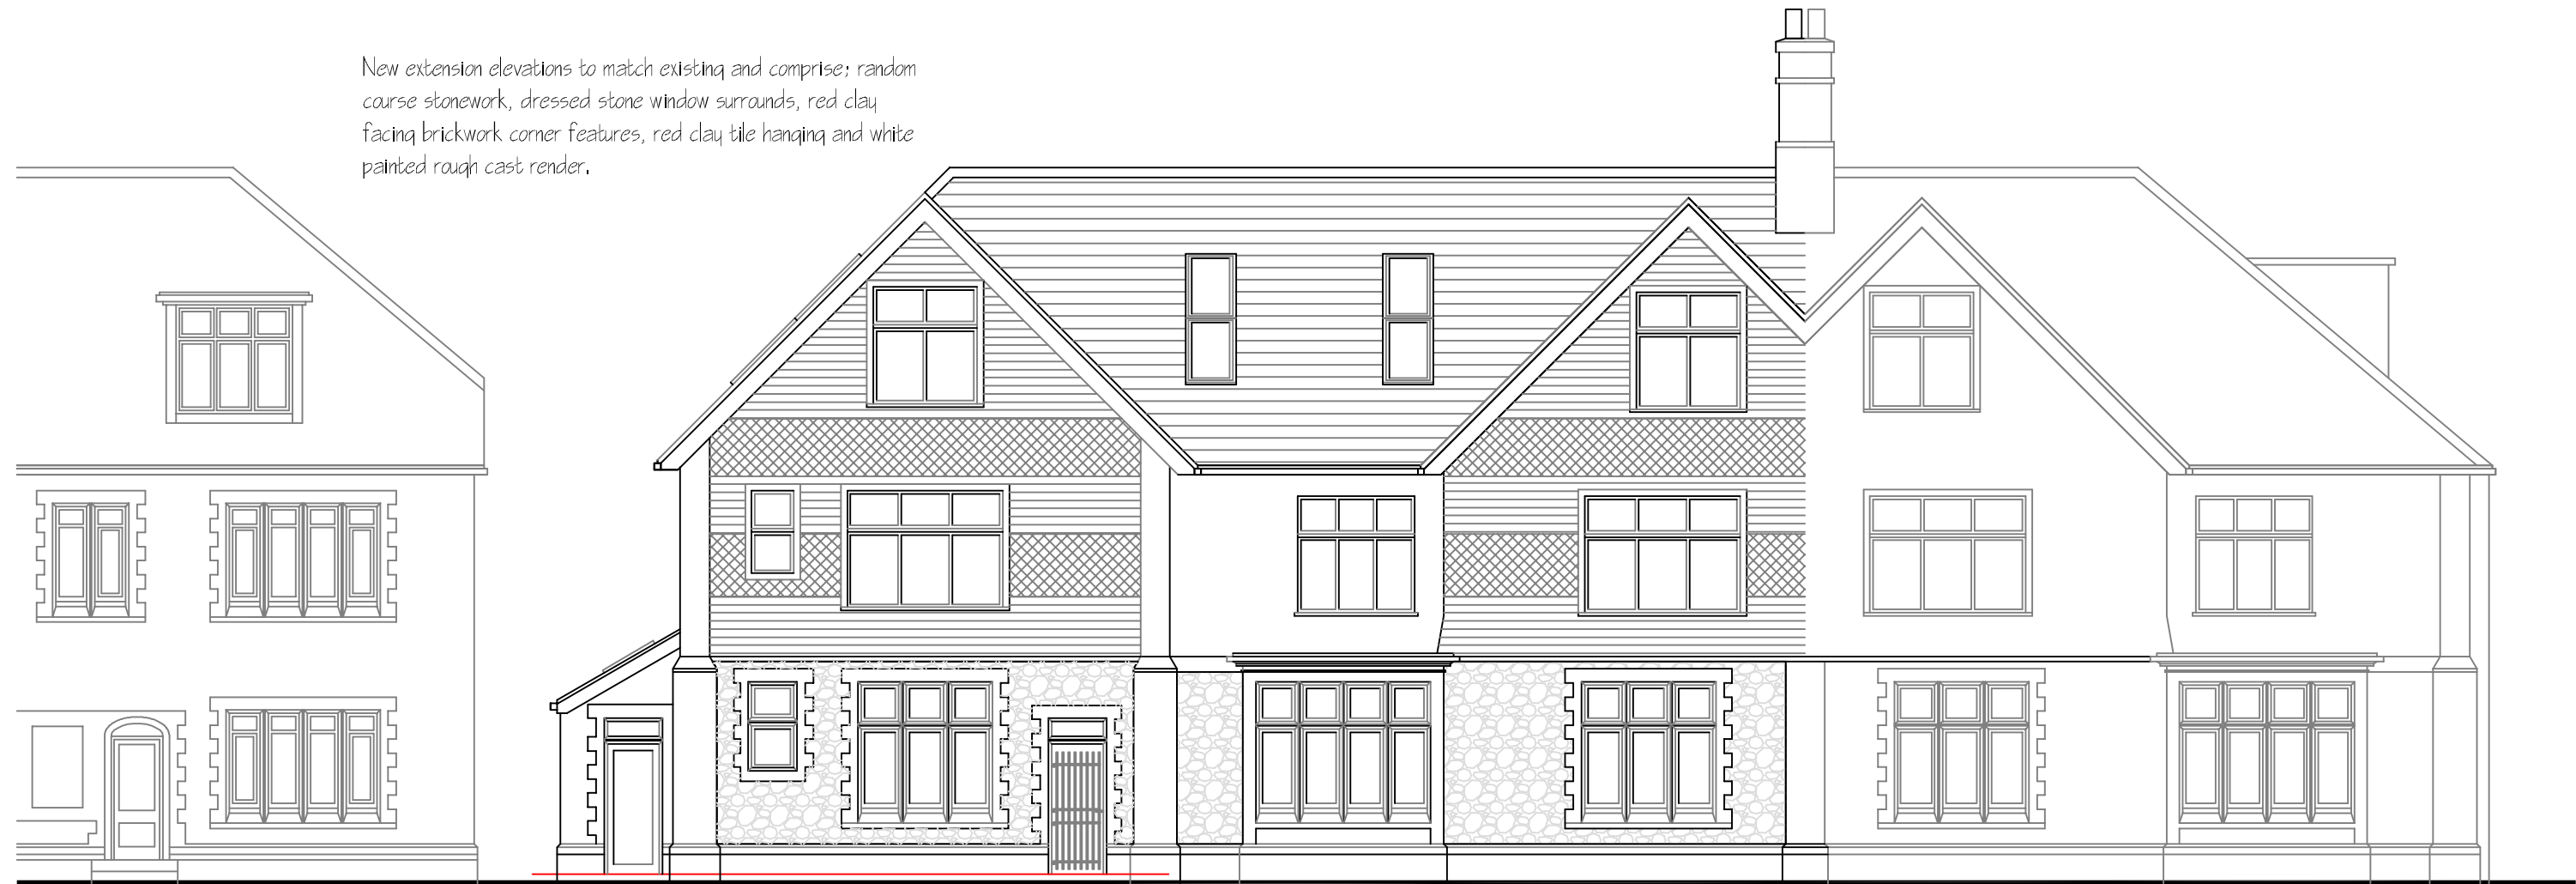 New extension elevations to match existing and comprise; random
course stonework, dressed stone window surrounds, red clay
facing brickwork corner features, red clay tile hanging and white
painted rough cast render.